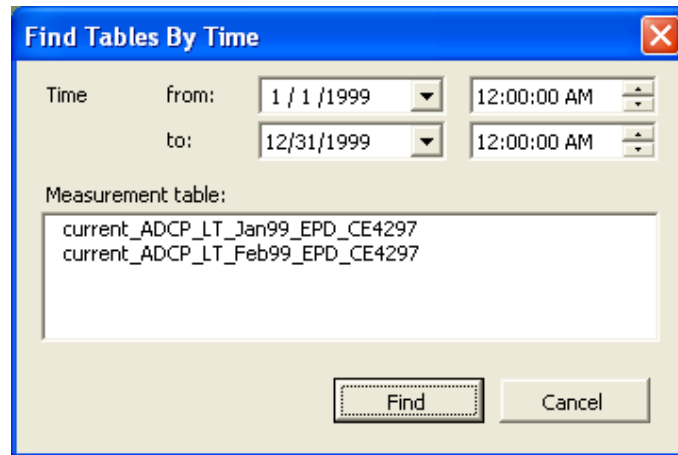 Find Tables By Time
Time from: 1 / 1 /1999 12:00:00 AM
to: 12/31/1999 12:00:00 AM
Measurement table:
current_ADCP_LT_Jan99_EPD_CE4297
current_ADCP_LT_Feb99_EPD_CE4297
Find Cancel